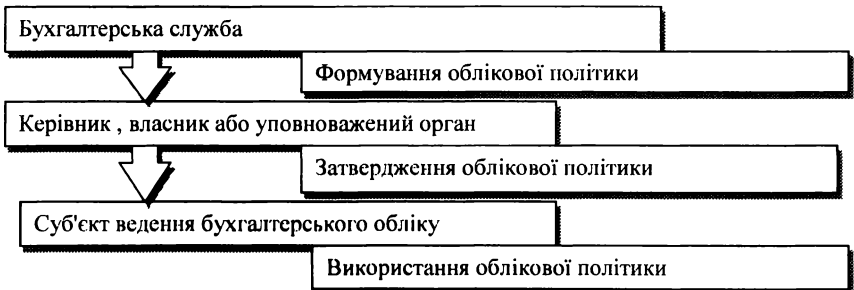 Бухгалтерська служба
Формування облікової політики
Керівник , власник або уповноважений орган
Затвердження облікової політики
Суб'єкт ведення бухгалтерського обліку
Використання облікової політики